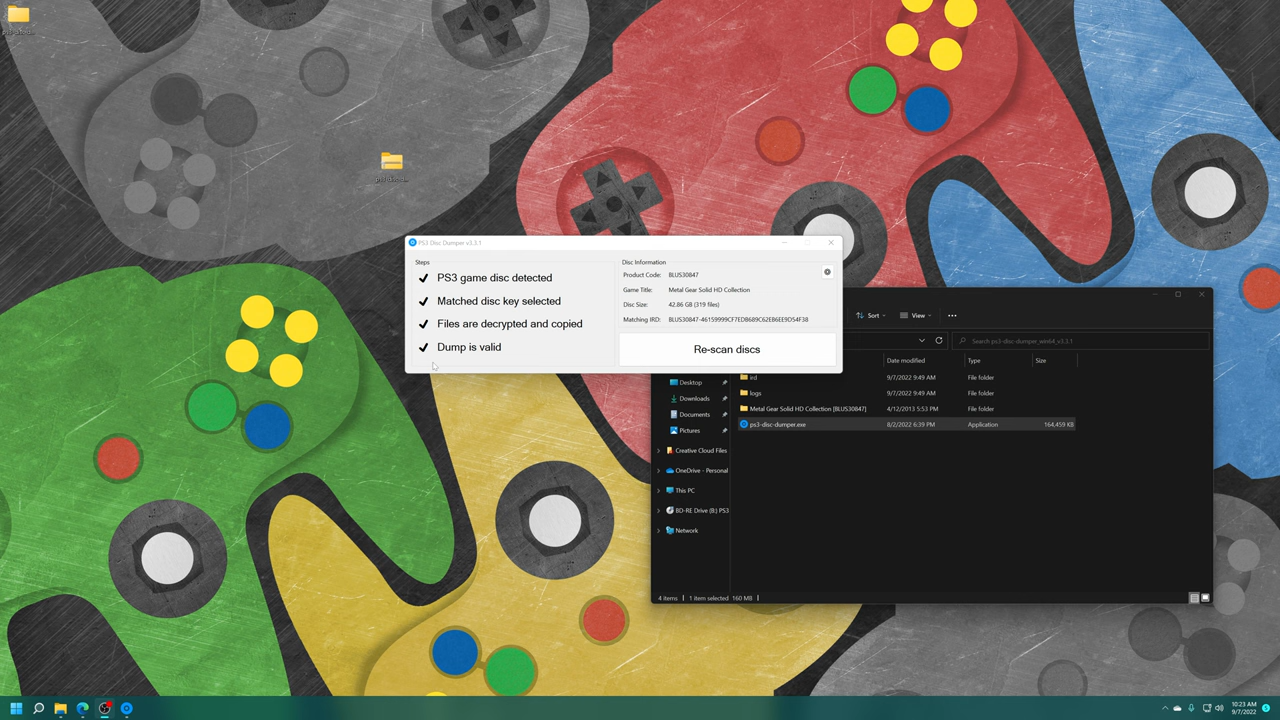 PS3 Disc Dumper v3.3.1
Steps
PS3 game disc detected
Matched disc key selected
Files are decrypted and copied
Dump is valid
Disc Information
Product Code: BLUS30847
Game Title: Metal Gear Solid HD Collection
Disc Size: 42.86 GB (319 files)
Matching IRD: BLUS30847-46159999CF7EDB689C62EB6EE9D54F38
Re-scan discs
Sort
View
Search ps3-disc-dumper_win64_v3.3.1
Date modified Type Size
ird 9/7/2022 9:49 AM File folder
logs 9/7/2022 9:49 AM File folder
Metal Gear Solid HD Collection [BLUS30847] 4/12/2013 5:53 PM File folder
ps3-disc-dumper.exe 8/2/2022 6:39 PM Application 164,459 KB
Desktop
Downloads
Documents
Pictures
Creative Cloud Files
OneDrive - Personal
This PC
BD-RE Drive (B:) PS3
Network
4 items 1 item selected 160 MB
10:23 AM
9/7/2022